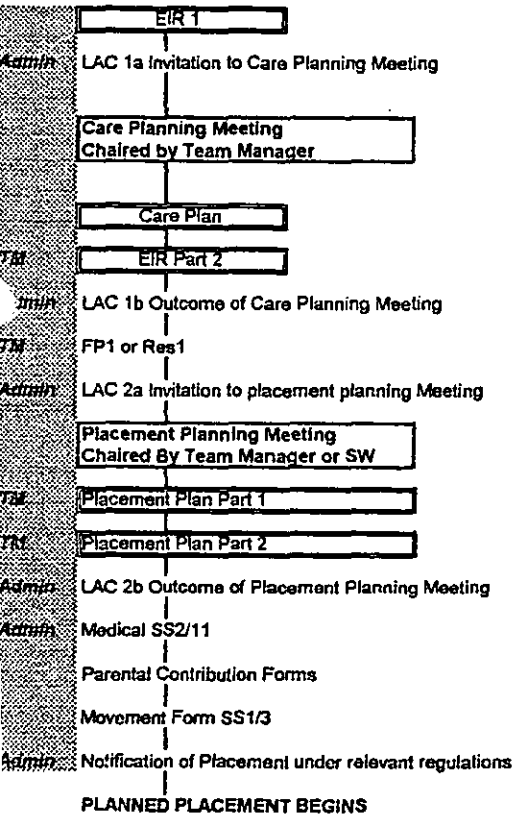 EIR 1
Admin LAC 1a Invitation to Care Planning Meeting
Care Planning Meeting
Chaired by Team Manager
Care Plan
TM EIR Part 2
LAC 1b Outcome of Care Planning Meeting
TM FP1 or Res1
Admin LAC 2a Invitation to placement planning Meeting
Placement Planning Meeting
Chaired By Team Manager or SW
TM Placement Plan Part 1
TM Placement Plan Part 2
Admin LAC 2b Outcome of Placement Planning Meeting
Admin Medical SS2/11
Parental Contribution Forms
Movement Form SS1/3
Admin Notification of Placement under relevant regulations
PLANNED PLACEMENT BEGINS